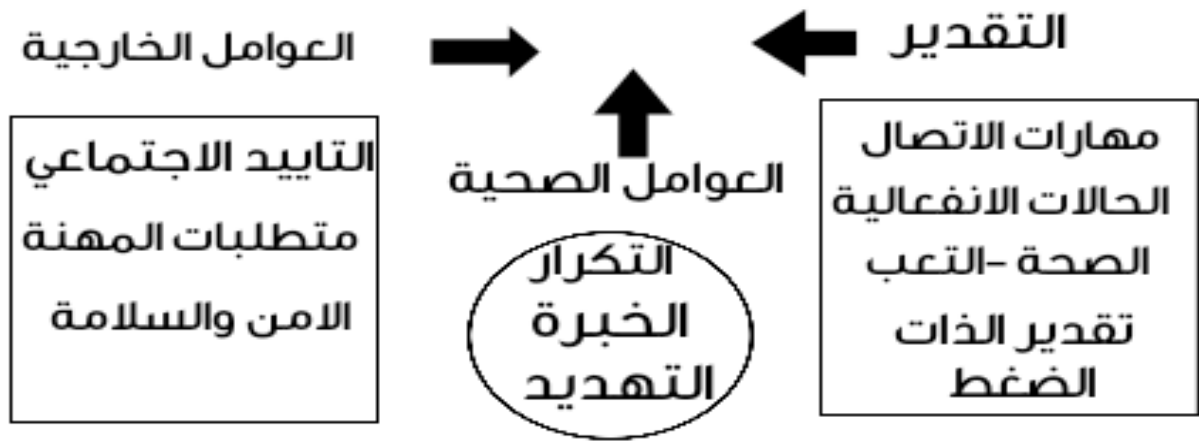 التقدير
مهارات الاتصال
الحالات الانفعالية
الصحة -التعب
تقدير الذات
الضغط
العوامل الصحية
التكرار
الخبرة
التهديد
العوامل الخارجية
التاييد الاجتماعي
متطلبات المهنة
الامن والسلامة